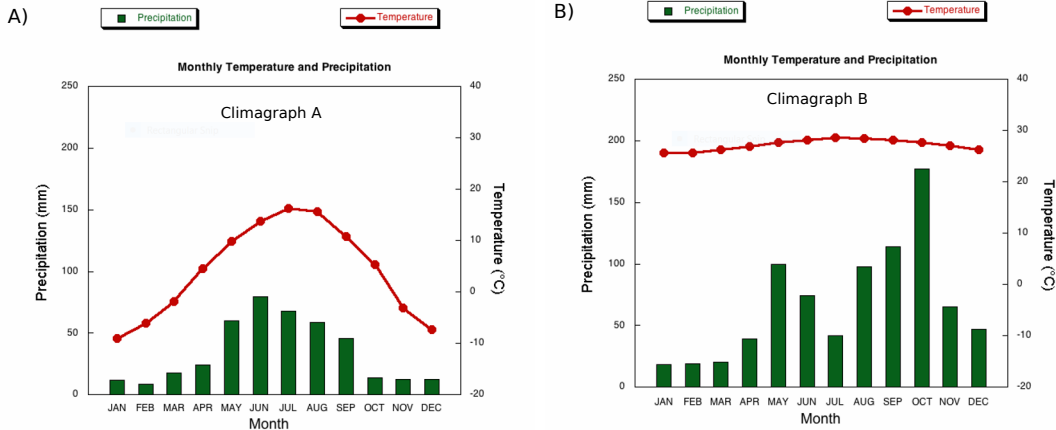 A)
Precipitation
Temperature
Monthly Temperature and Precipitation
Climagraph A
250
200
150
100
50
0
Precipitation (mm)
40
30
20
10
0
-10
-20
Temperature (°C)
JAN FEB MAR APR MAY JUN JUL AUG SEP OCT NOV DEC
Month
B)
Precipitation
Temperature
Monthly Temperature and Precipitation
Climagraph B
250
200
150
100
50
0
Precipitation (mm)
40
30
20
10
0
-10
-20
Temperature (°C)
JAN FEB MAR APR MAY JUN JUL AUG SEP OCT NOV DEC
Month